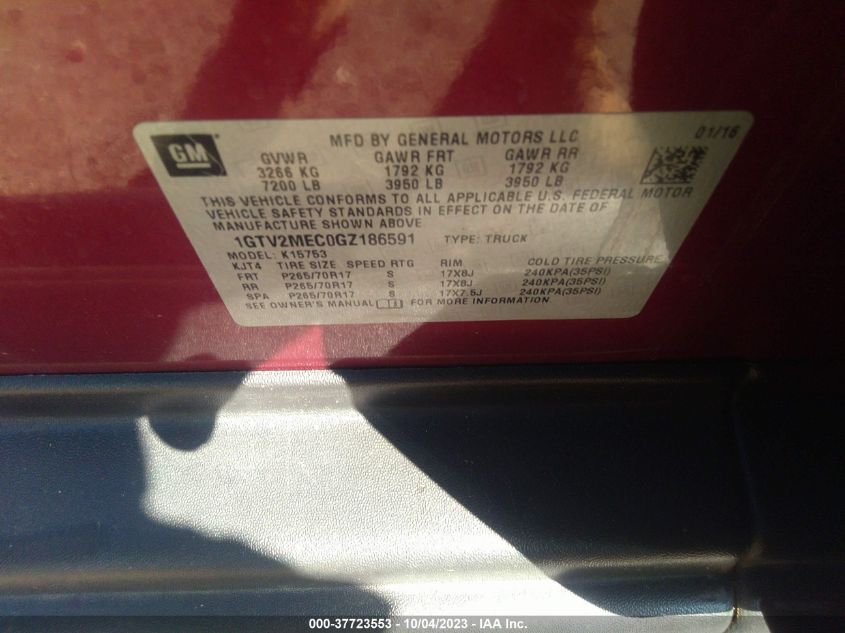 GM
MFD BY GENERAL MOTORS LLC
01/16
GVWR GAWR FRT GAWR RR
3266 KG 1792 KG 1792 KG
7200 LB 3950 LB 3950 LB
THIS VEHICLE CONFORMS TO ALL APPLICABLE U.S. FEDERAL MOTOR
VEHICLE SAFETY STANDARDS IN EFFECT ON THE DATE OF
MANUFACTURE SHOWN ABOVE
1GTV2MEC0GZ186591 TYPE: TRUCK
MODEL: K15753
KJT4 TIRE SIZE SPEED RTG RIM COLD TIRE PRESSURE
FRT P265/70R17 S 17X8J 240KPA(35PSI)
RR P265/70R17 S 17X8J 240KPA(35PSI)
SPA P265/70R17 S 17X7.5J 240KPA(35PSI)
SEE OWNER'S MANUAL FOR MORE INFORMATION
000-37723553 - 10/04/2023 - IAA Inc.